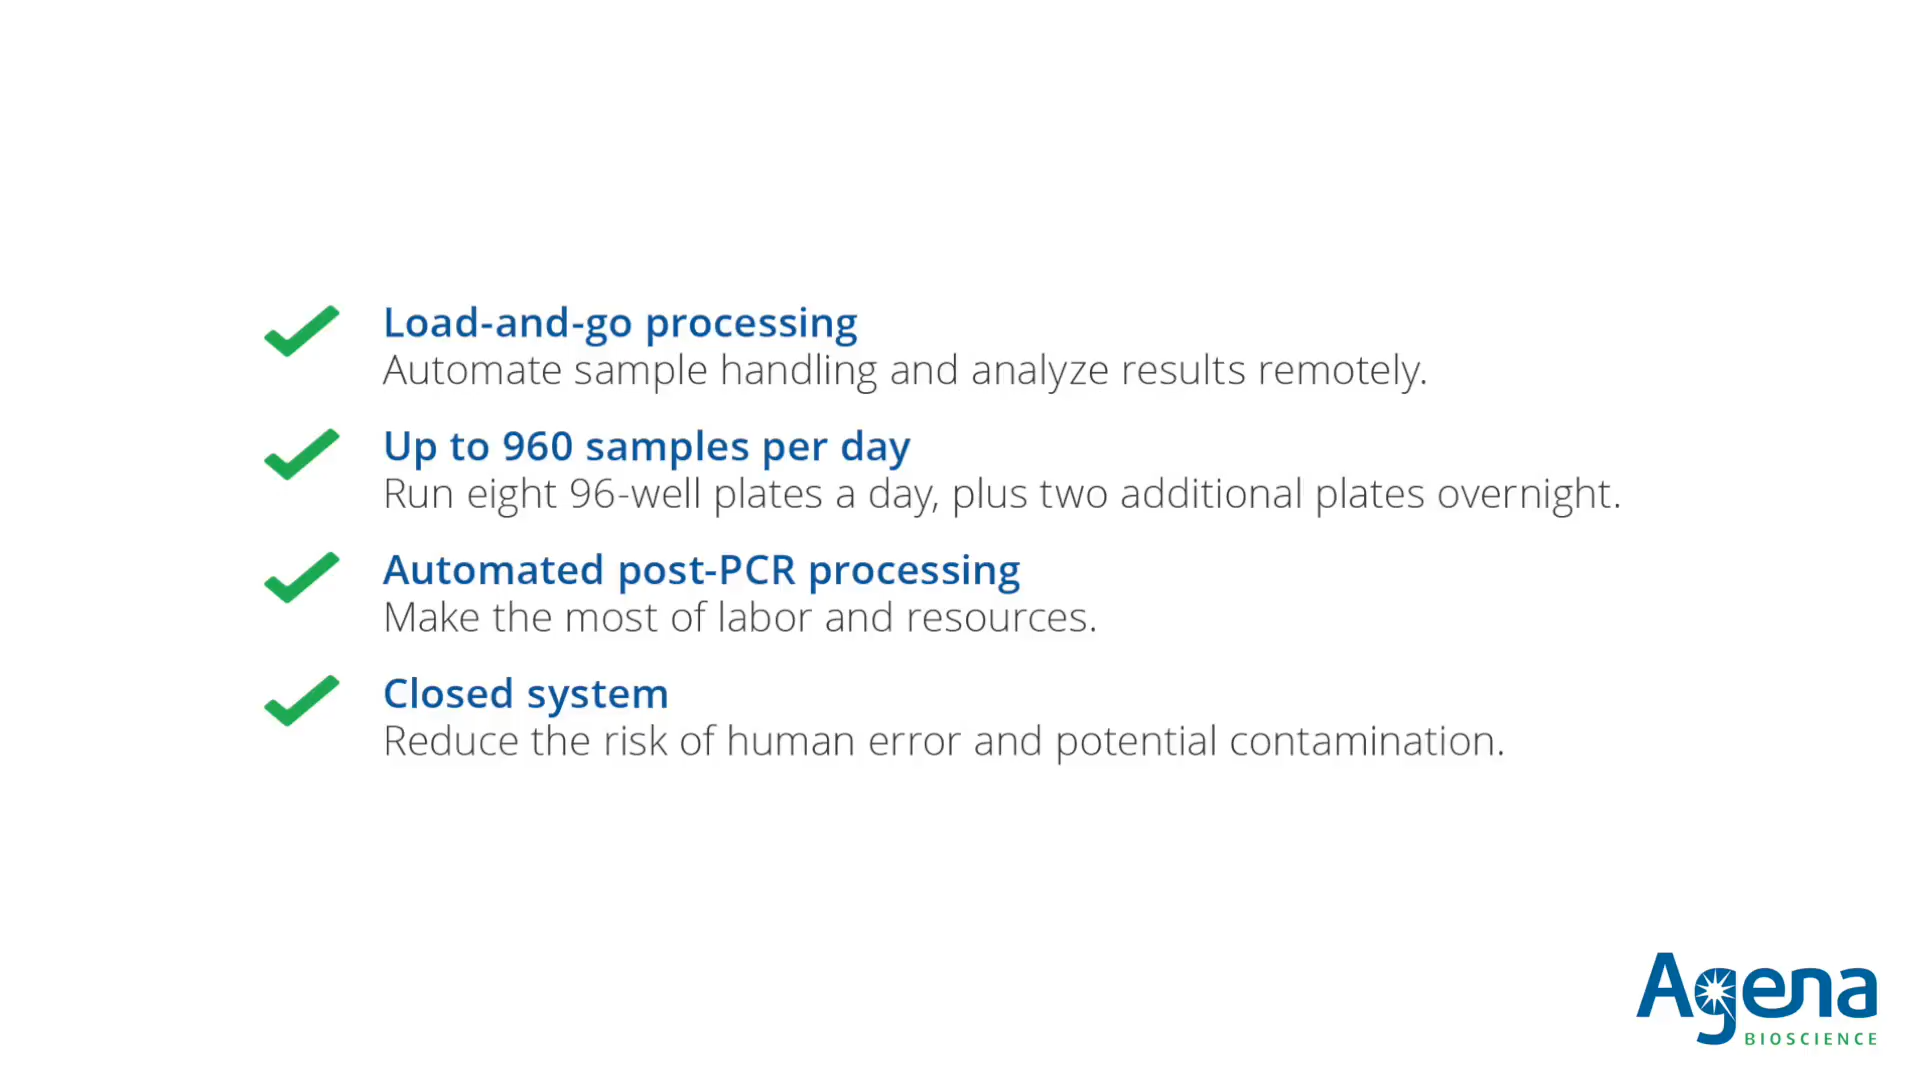 Load-and-go processing
Automate sample handling and analyze results remotely.
Up to 960 samples per day
Run eight 96-well plates a day, plus two additional plates overnight.
Automated post-PCR processing
Make the most of labor and resources.
Closed system
Reduce the risk of human error and potential contamination.
Agena
BIOSCIENCE